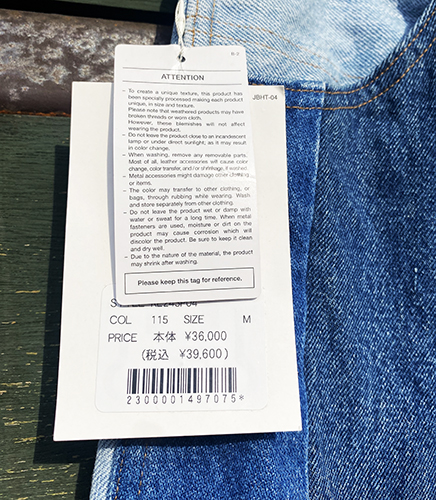 B-2
ATTENTION
JBHT-04
– To create a unique texture, this product has
been specially processed making each product
unique, in size and texture.
Please note that weathered products may have
broken threads or worn cloth.
However, these blemishes will not affect
wearing the product.
– Do not leave the product close to an incandescent
lamp or under direct sunlight, as it may result
in color change.
– When washing, remove any removable parts.
Most of all, leather accessories will cause color
change, color transfer, and / or shrinkage, if washed.
– Metal accessories might damage other clothing
or items.
– The color may transfer to other clothing, or
bags, through rubbing while wearing. Wash
and store separately from other clothing.
– Do not leave the product wet or damp with
water or sweat for a long time. When metal
fasteners are used, moisture or dirt on the
product may cause corrosion which will
discolor the product. Be sure to keep it clean
and dry well.
– Due to the nature of the material, the product
may shrink after washing.
Please keep this tag for reference.
COL 115 SIZE M
PRICE 本体 ¥36,000
(税込 ¥39,600)
2300001497075*